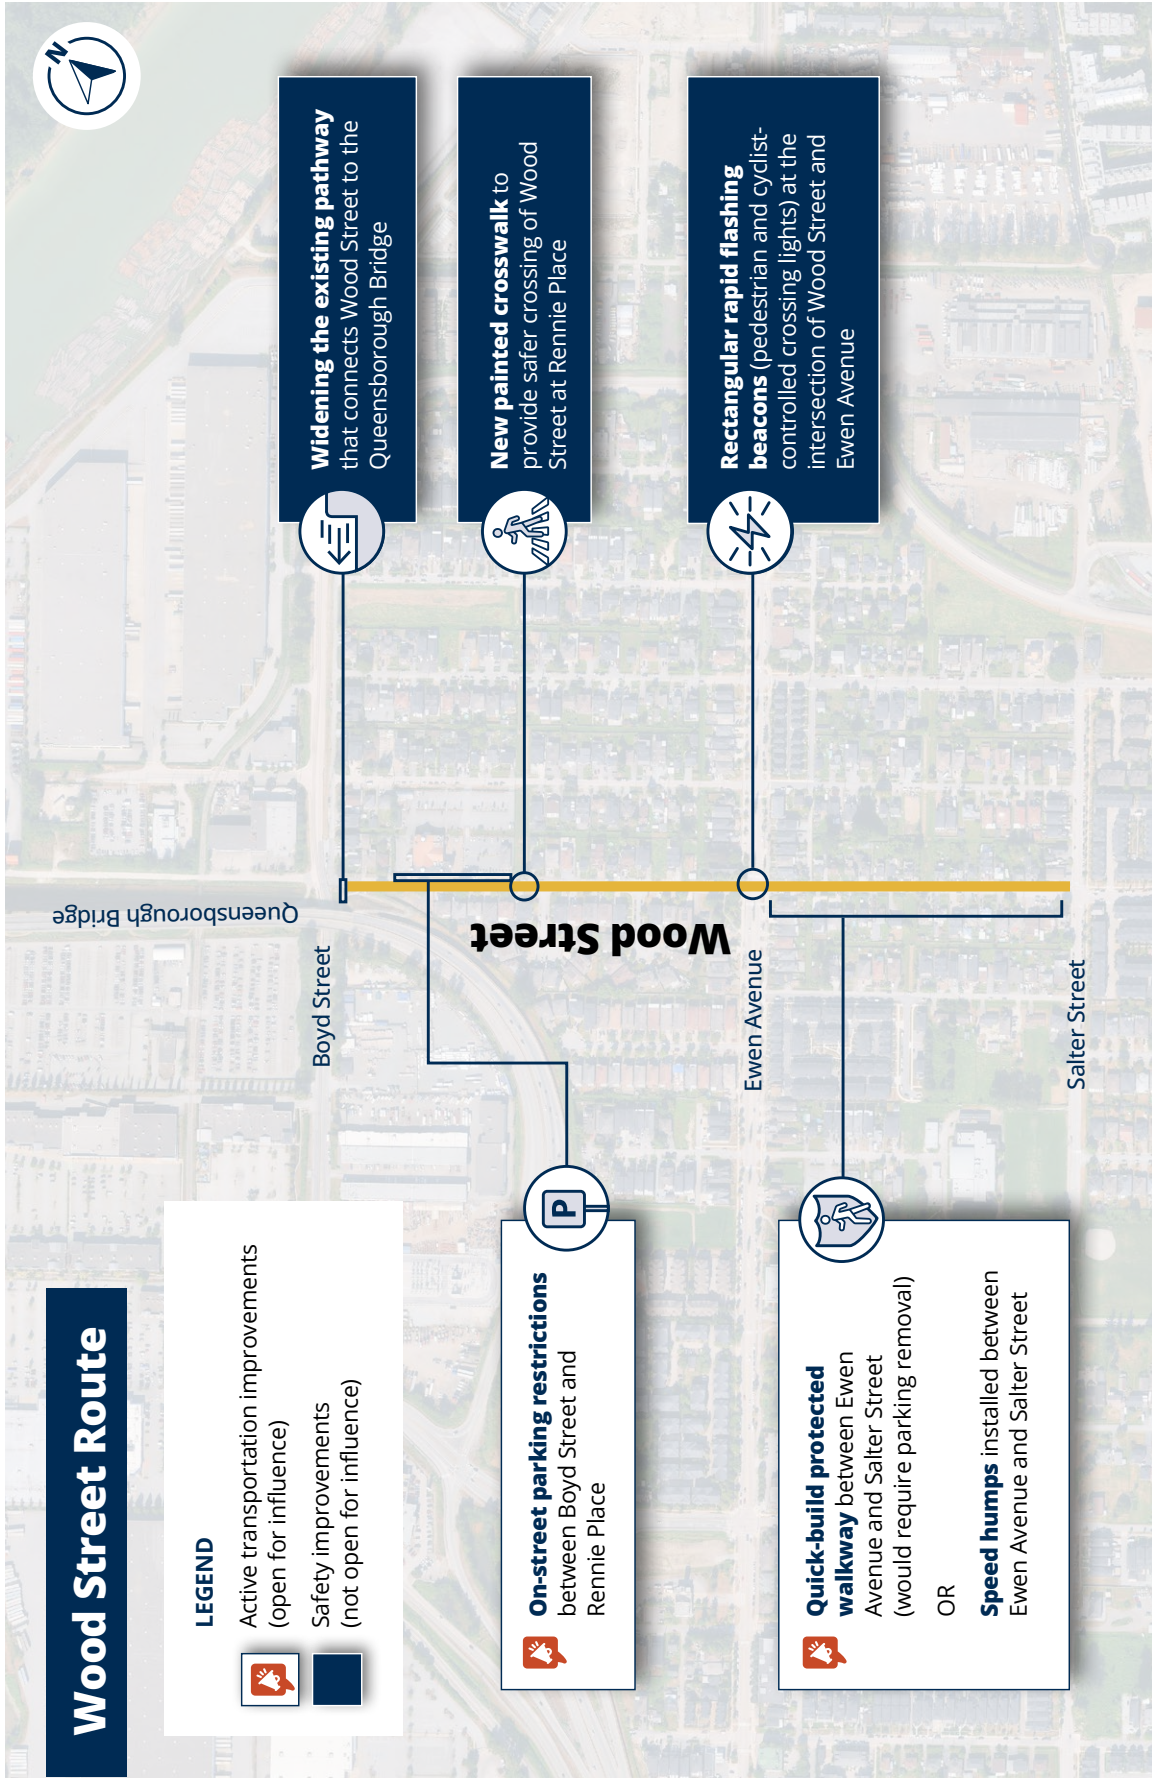 Wood Street Route
LEGEND
Active transportation improvements
(open for influence)
Safety improvements
(not open for influence)
On-street parking restrictions
between Boyd Street and
Rennie Place
P
Quick-build protected
walkway between Ewen
Avenue and Salter Street
(would require parking removal)
OR
Speed humps installed between
Ewen Avenue and Salter Street
Queensborough Bridge
Boyd Street
Wood Street
Ewen Avenue
Salter Street
Widening the existing pathway
that connects Wood Street to the
Queensborough Bridge
New painted crosswalk to
provide safer crossing of Wood
Street at Rennie Place
Rectangular rapid flashing
beacons (pedestrian and cyclist-
controlled crossing lights) at the
intersection of Wood Street and
Ewen Avenue
N